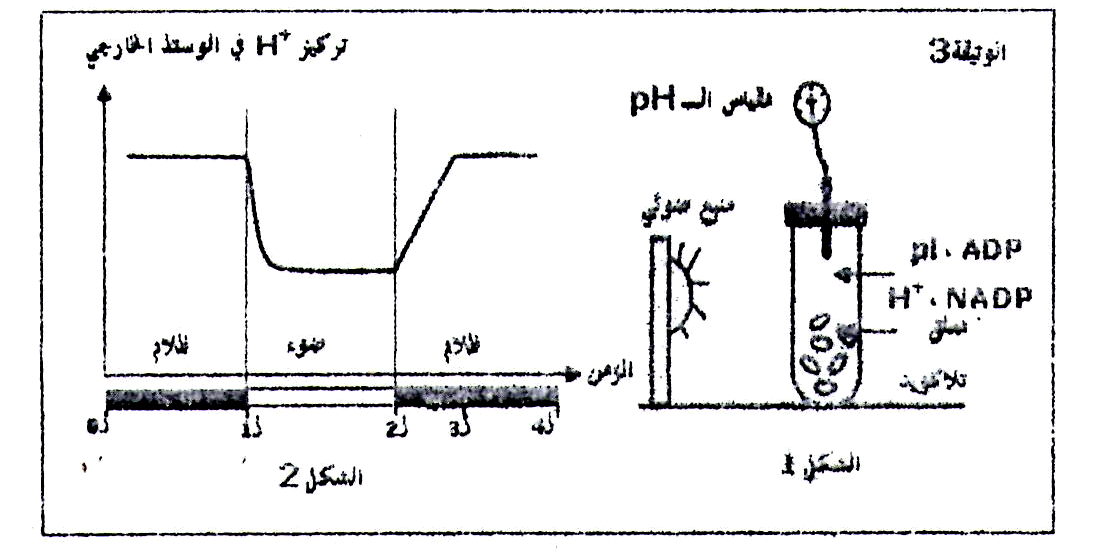 الوثيقة3
تركيز H⁺ في الوسط الخارجي
مقياس الـ pH
منبع ضوئي
pI، ADP
H⁺، NADP
معلق
تلاكويد
ظلام
ضوء
ظلام
الزمن
ز0
ز1
ز2
ز3
ز4
الشكل 1
الشكل 2